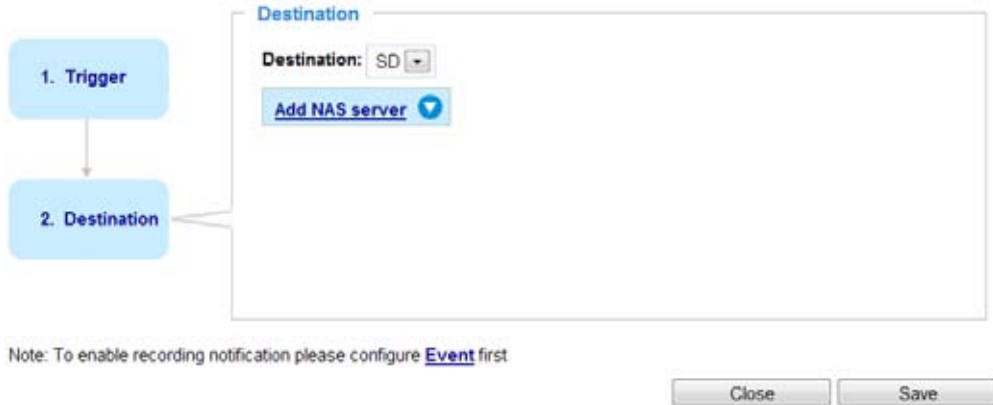 Destination
1. Trigger
Destination: SD
Add NAS server
2. Destination
Note: To enable recording notification please configure Event first
Close
Save